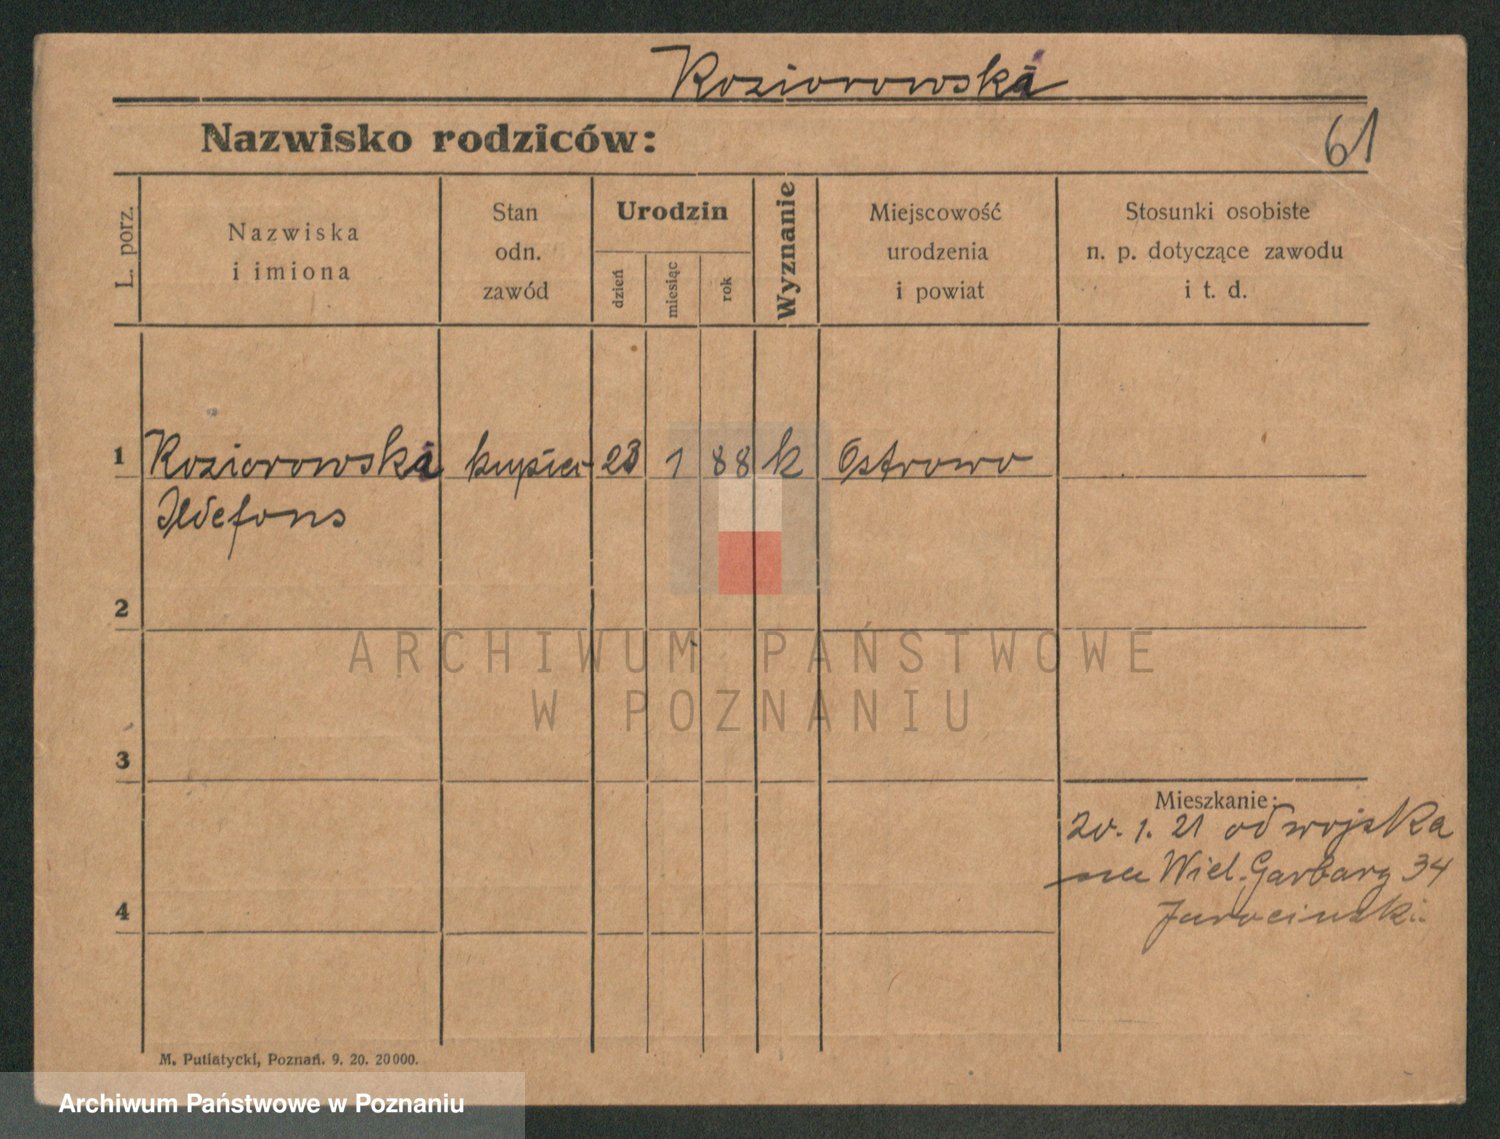 Koziorowska
Nazwisko rodziców:
61
L. porz.
Nazwiska
i imiona
Stan
odn.
zawód
Urodzin
dzień
miesiąc
rok
Wyznanie
Miejscowość
urodzenia
i powiat
Stosunki osobiste
n. p. dotyczące zawodu
i t. d.
1 Koziorowska kupiec 23 1 88 k Ostrowo
Ildefons
2
3
Mieszkanie:
20. 1. 21 od wojska
Wiel. Garbary 34
Jarocinski
4
M. Putiatycki, Poznań. 9. 20. 20000.
ARCHIWUM PAŃSTWOWE
W POZNANIU
Archiwum Państwowe w Poznaniu